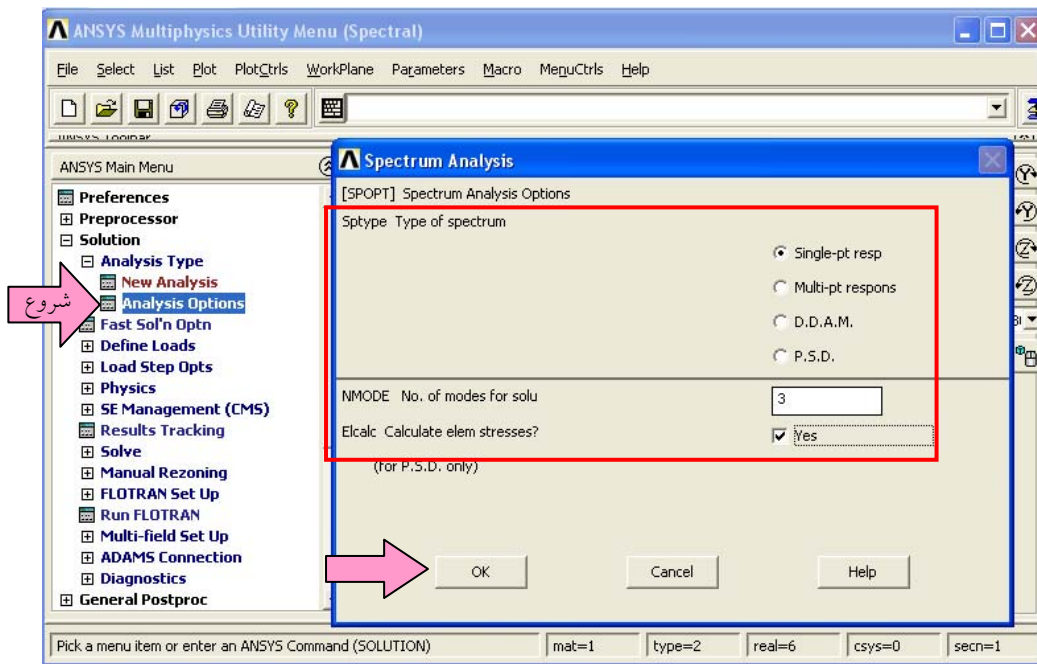 ANSYS Multiphysics Utility Menu (Spectral)
File Select List Plot PlotCtrls WorkPlane Parameters Macro MenuCtrls Help
ANSYS Toolbar
ANSYS Main Menu
Preferences
Preprocessor
Solution
Analysis Type
New Analysis
شروع
Analysis Options
Fast Sol'n Optn
Define Loads
Load Step Opts
Physics
SE Management (CMS)
Results Tracking
Solve
Manual Rezoning
FLOTRAN Set Up
Run FLOTRAN
Multi-field Set Up
ADAMS Connection
Diagnostics
General Postproc
Spectrum Analysis
[SPOPT] Spectrum Analysis Options
Sptype Type of spectrum
Single-pt resp
Multi-pt respons
D.D.A.M.
P.S.D.
NMODE No. of modes for solu 3
Elcalc Calculate elem stresses? Yes
(for P.S.D. only)
OK Cancel Help
Pick a menu item or enter an ANSYS Command (SOLUTION) mat=1 type=2 real=6 csys=0 secn=1